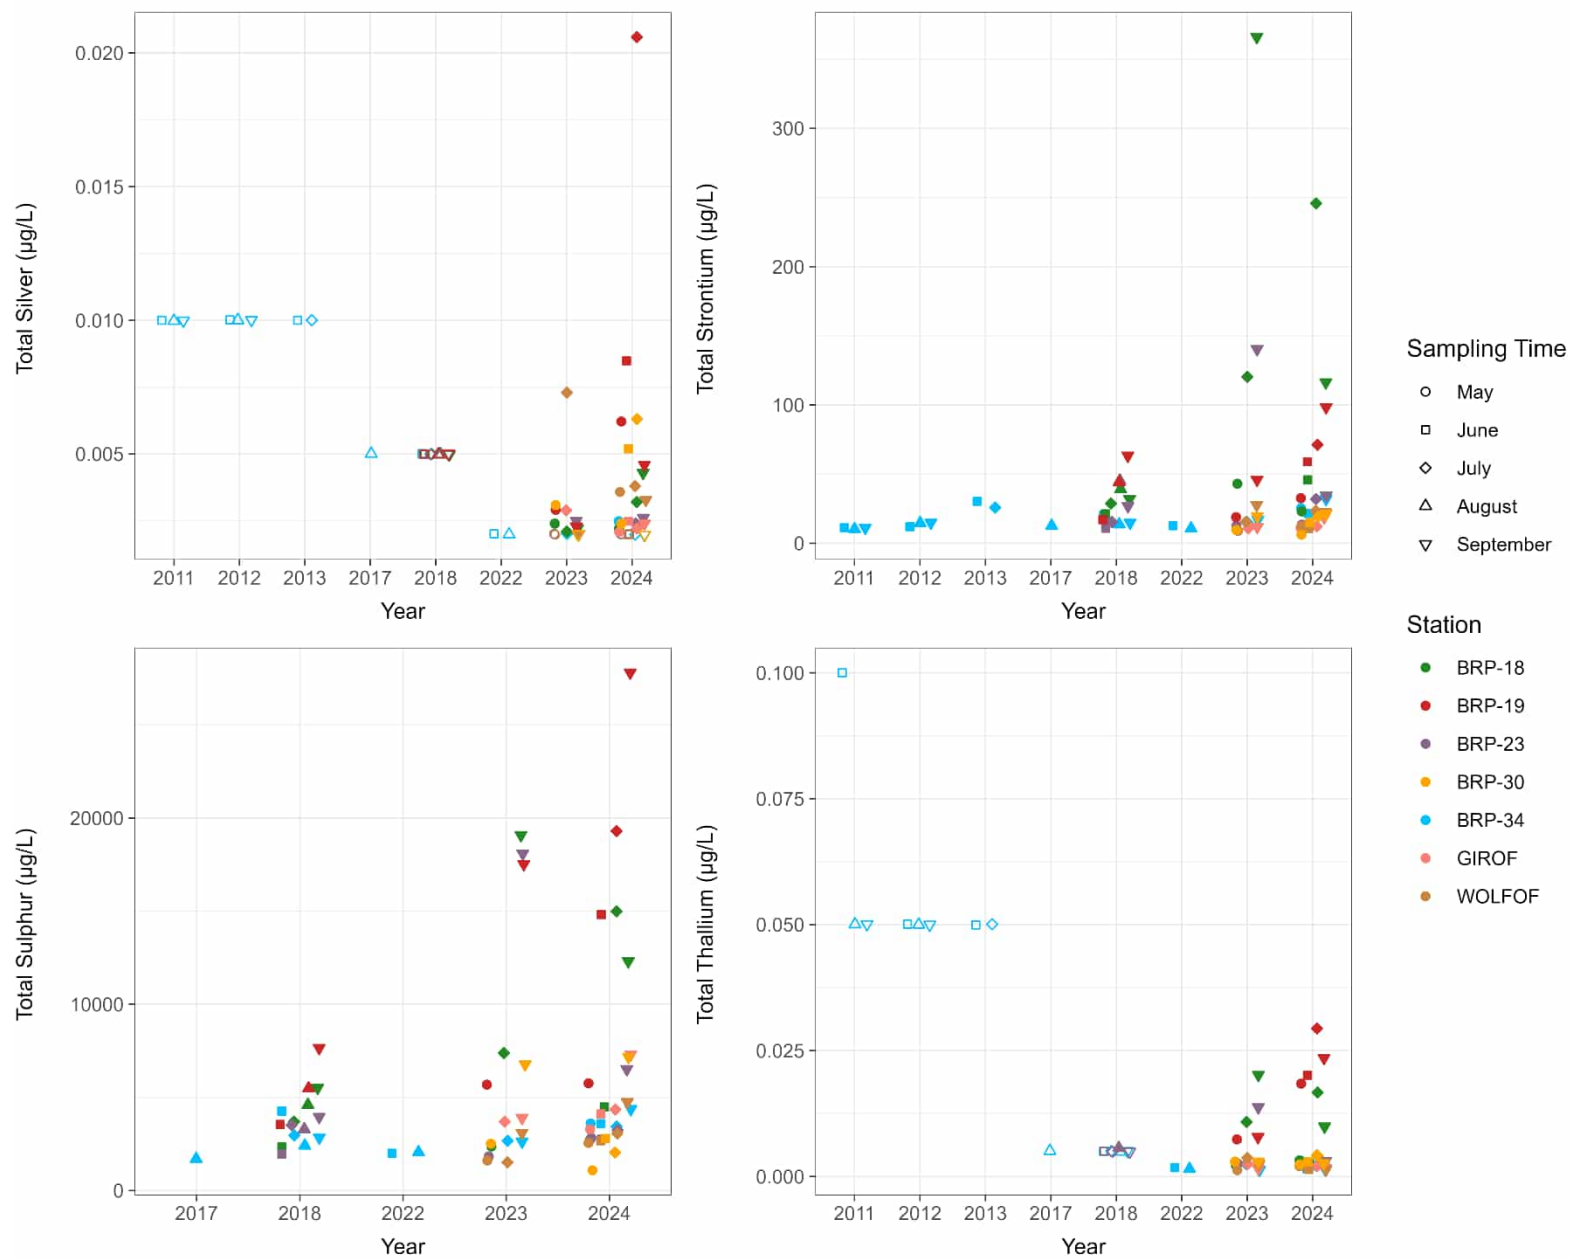 Total Silver (µg/L)
0.020
0.015
0.010
0.005
2011 2012 2013 2017 2018 2022 2023 2024
Year
Total Strontium (µg/L)
300
200
100
0
2011 2012 2013 2017 2018 2022 2023 2024
Year
Total Sulphur (µg/L)
20000
10000
0
2017 2018 2022 2023 2024
Year
Total Thallium (µg/L)
0.100
0.075
0.050
0.025
0.000
2011 2012 2013 2017 2018 2022 2023 2024
Year
Sampling Time
May
June
July
August
September
Station
BRP-18
BRP-19
BRP-23
BRP-30
BRP-34
GIROF
WOLFOF